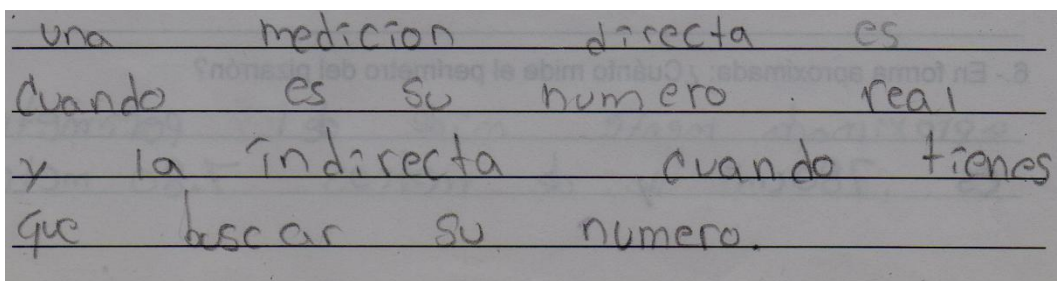 una medicion directa es
cuando es su numero real
y la indirecta cuando tienes
que buscar su numero.